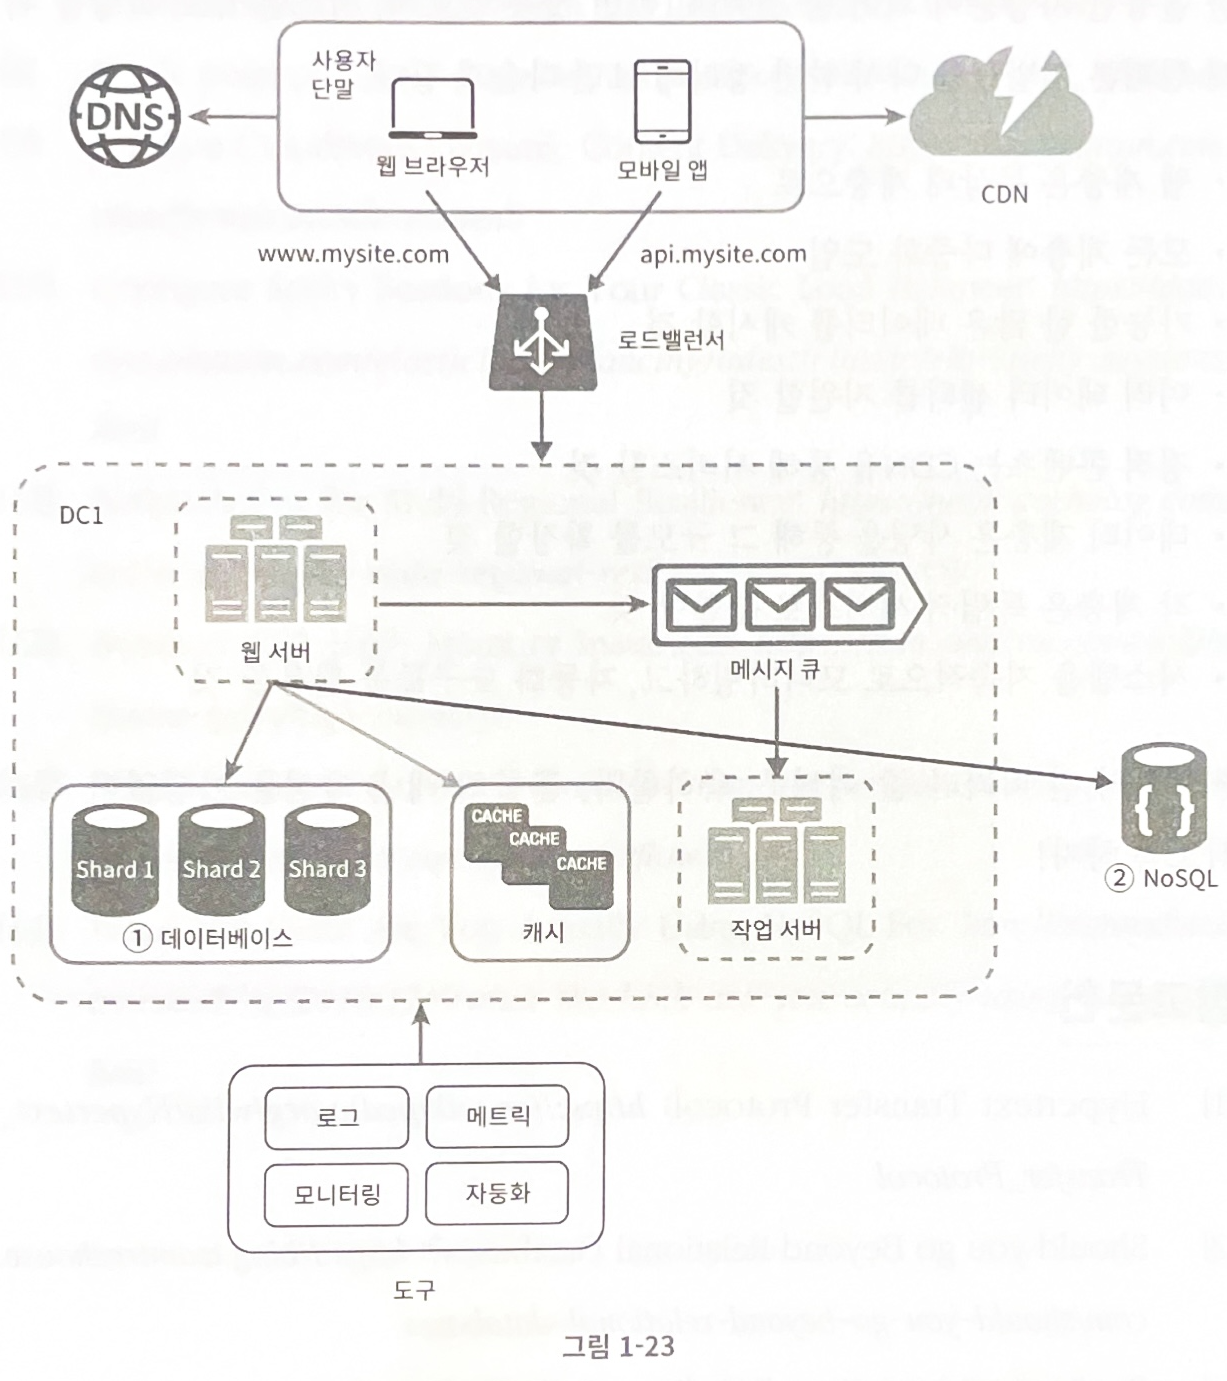 사용자
단말
DNS
웹 브라우저
모바일 앱
CDN
www.mysite.com
api.mysite.com
로드밸런서
DC1
웹 서버
메시지 큐
Shard 1
Shard 2
Shard 3
① 데이터베이스
CACHE
CACHE
CACHE
캐시
작업 서버
② NoSQL
로그
메트릭
모니터링
자동화
도구
그림 1-23